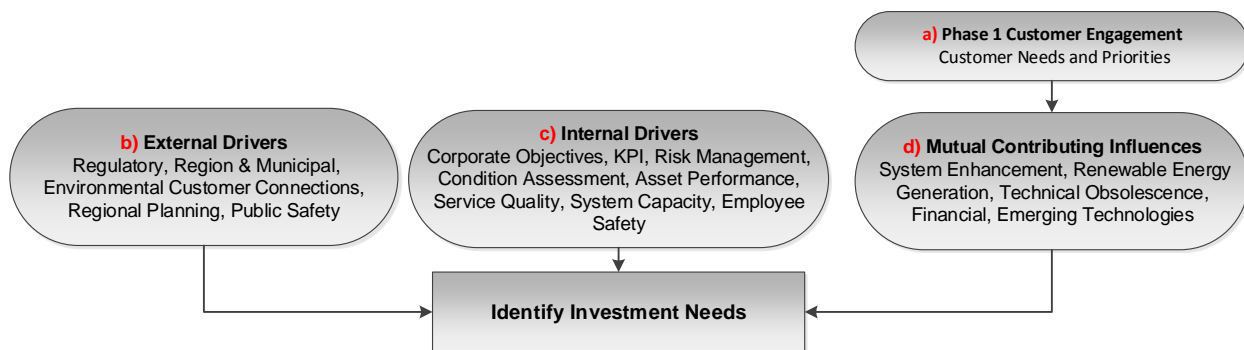 a) Phase 1 Customer Engagement
Customer Needs and Priorities
b) External Drivers
Regulatory, Region & Municipal,
Environmental Customer Connections,
Regional Planning, Public Safety
c) Internal Drivers
Corporate Objectives, KPI, Risk Management,
Condition Assessment, Asset Performance,
Service Quality, System Capacity, Employee
Safety
d) Mutual Contributing Influences
System Enhancement, Renewable Energy
Generation, Technical Obsolescence,
Financial, Emerging Technologies
Identify Investment Needs